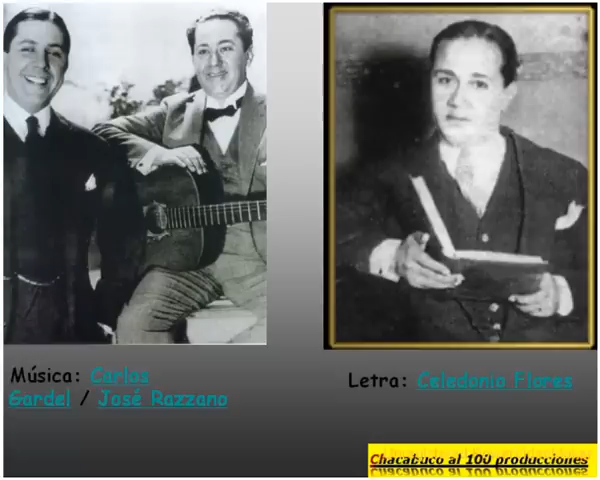 Música: Carlos
Gardel / José Razzano
Letra: Celedonio Flores
Chacabuco al 100 producciones